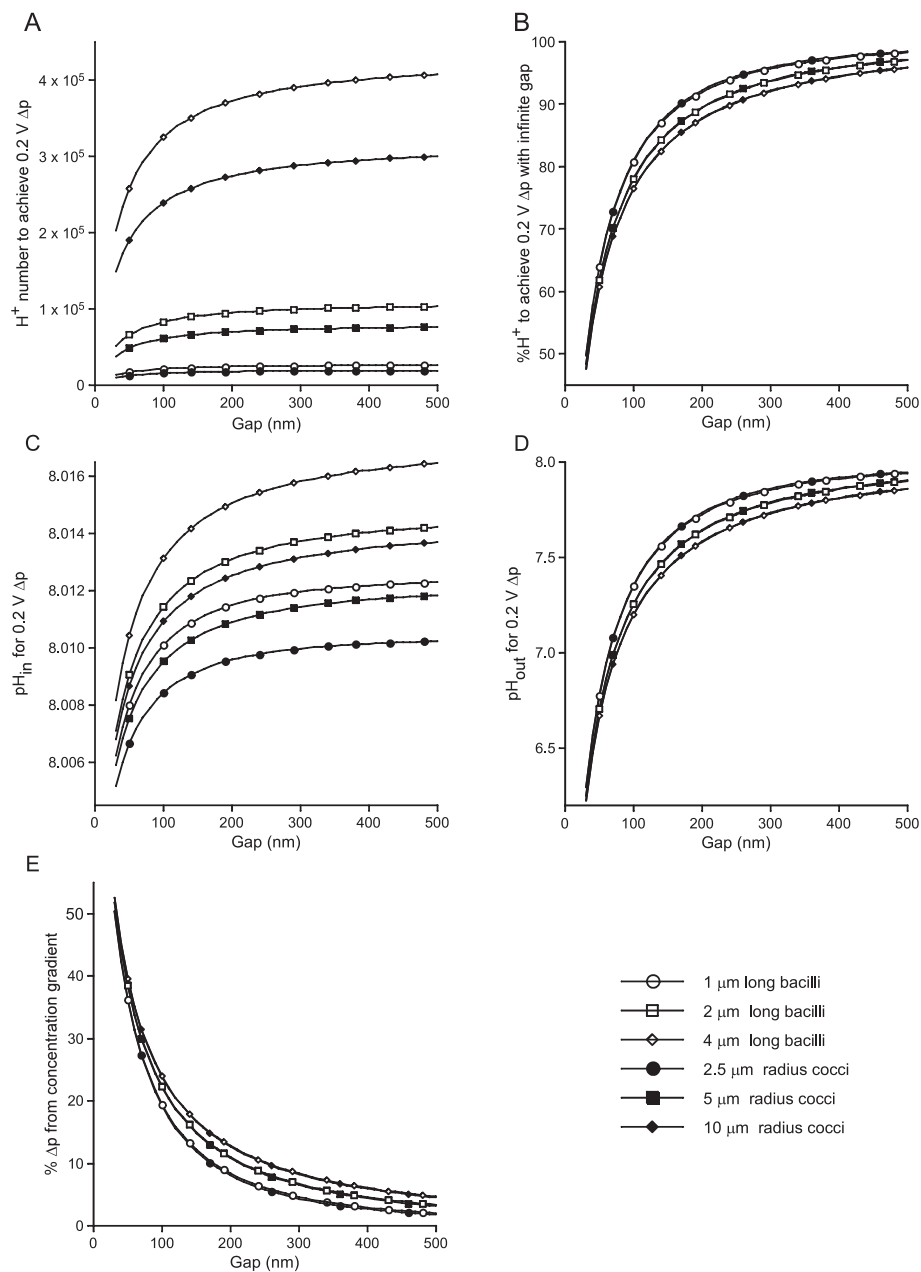 A
H+ number to achieve 0.2 V Δp
4 x 10⁵
3 x 10⁵
2 x 10⁵
1 x 10⁵
0
0 100 200 300 400 500
Gap (nm)
B
%H+ to achieve 0.2 V Δp with infinite gap
100
90
80
70
60
50
0 100 200 300 400 500
Gap (nm)
C
pHin for 0.2 V Δp
8.016
8.014
8.012
8.010
8.008
8.006
0 100 200 300 400 500
Gap (nm)
D
pHout for 0.2 V Δp
8.0
7.5
7.0
6.5
0 100 200 300 400 500
Gap (nm)
E
% Δp from concentration gradient
50
40
30
20
10
0
0 100 200 300 400 500
Gap (nm)
1 μm long bacilli
2 μm long bacilli
4 μm long bacilli
2.5 μm radius cocci
5 μm radius cocci
10 μm radius cocci